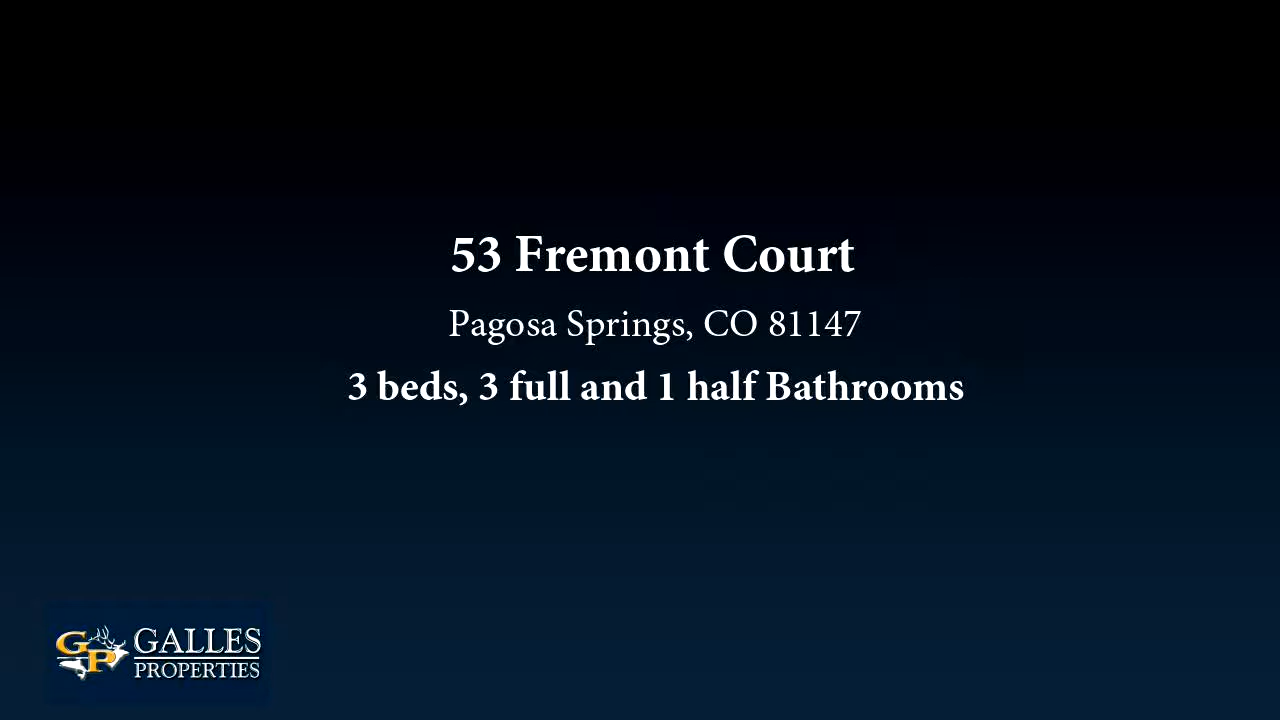 53 Fremont Court
Pagosa Springs, CO 81147
3 beds, 3 full and 1 half Bathrooms
GP GALLES
PROPERTIES